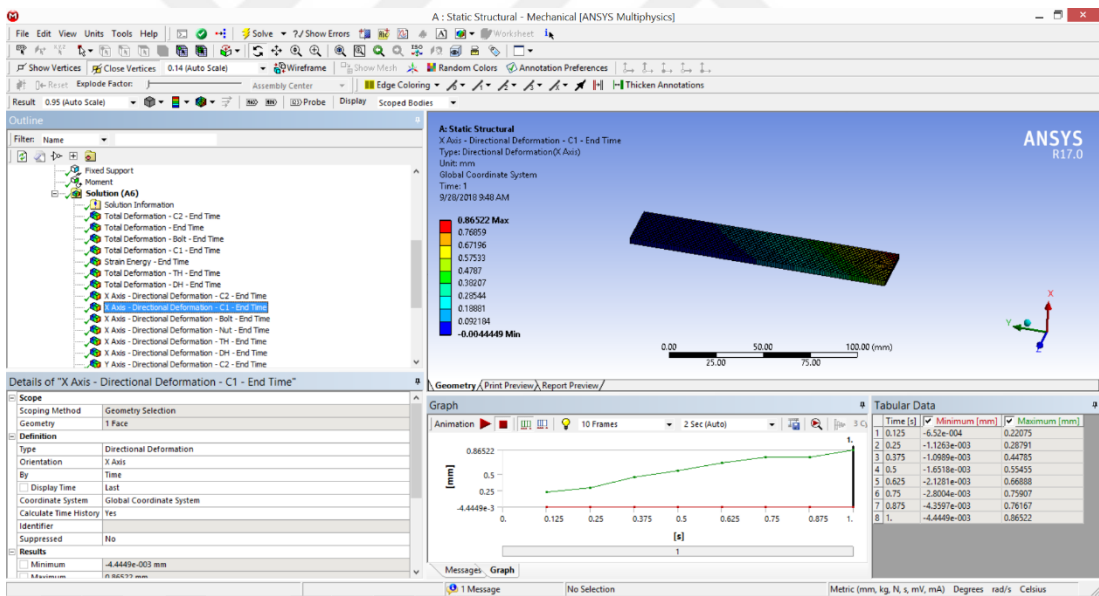 A : Static Structural - Mechanical [ANSYS Multiphysics]
File Edit View Units Tools Help Solve ?/ Show Errors Worksheet
Show Vertices Close Vertices 0.14 (Auto Scale) Wireframe Show Mesh Random Colors Annotation Preferences
Reset Explode Factor: Assembly Center Edge Coloring Thicken Annotations
Result 0.95 (Auto Scale) Probe Display Scoped Bodies
Outline
Filter: Name
Fixed Support
Moment
Solution (A6)
Solution Information
Total Deformation - C2 - End Time
Total Deformation - End Time
Total Deformation - Bolt - End Time
Total Deformation - C1 - End Time
Strain Energy - End Time
Total Deformation - TH - End Time
Total Deformation - DH - End Time
X Axis - Directional Deformation - C2 - End Time
X Axis - Directional Deformation - C1 - End Time
X Axis - Directional Deformation - Bolt - End Time
X Axis - Directional Deformation - Nut - End Time
X Axis - Directional Deformation - TH - End Time
X Axis - Directional Deformation - DH - End Time
Y Axis - Directional Deformation - C2 - End Time
Details of "X Axis - Directional Deformation - C1 - End Time"
Scope
Scoping Method Geometry Selection
Geometry 1 Face
Definition
Type Directional Deformation
Orientation X Axis
By Time
Display Time Last
Coordinate System Global Coordinate System
Calculate Time History Yes
Identifier
Suppressed No
Results
Minimum -4.4449e-003 mm
Maximum 0.86522 mm
A: Static Structural
X Axis - Directional Deformation - C1 - End Time
Type: Directional Deformation(X Axis)
Unit: mm
Global Coordinate System
Time: 1
9/28/2018 9:48 AM
0.86522 Max
0.76859
0.67196
0.57533
0.4787
0.38207
0.28544
0.18881
0.092184
-0.0044449 Min
ANSYS
R17.0
X
Y
Z
0.00 50.00 100.00 (mm)
25.00 75.00
Geometry Print Preview Report Preview
Graph
Animation 10 Frames 2 Sec (Auto)
1.
0.86522
0.5
0.25
-4.4449e-3
[mm]
0. 0.125 0.25 0.375 0.5 0.625 0.75 0.875 1.
[s]
1
Messages Graph
Tabular Data
Time [s] Minimum [mm] Maximum [mm]
1 0.125 -6.52e-004 0.22075
2 0.25 -1.1263e-003 0.28791
3 0.375 -1.0989e-003 0.44785
4 0.5 -1.6518e-003 0.55455
5 0.625 -2.1281e-003 0.66888
6 0.75 -2.8004e-003 0.75907
7 0.875 -4.3597e-003 0.76167
8 1. -4.4449e-003 0.86522
1 Message No Selection Metric (mm, kg, N, s, mV, mA) Degrees rad/s Celsius